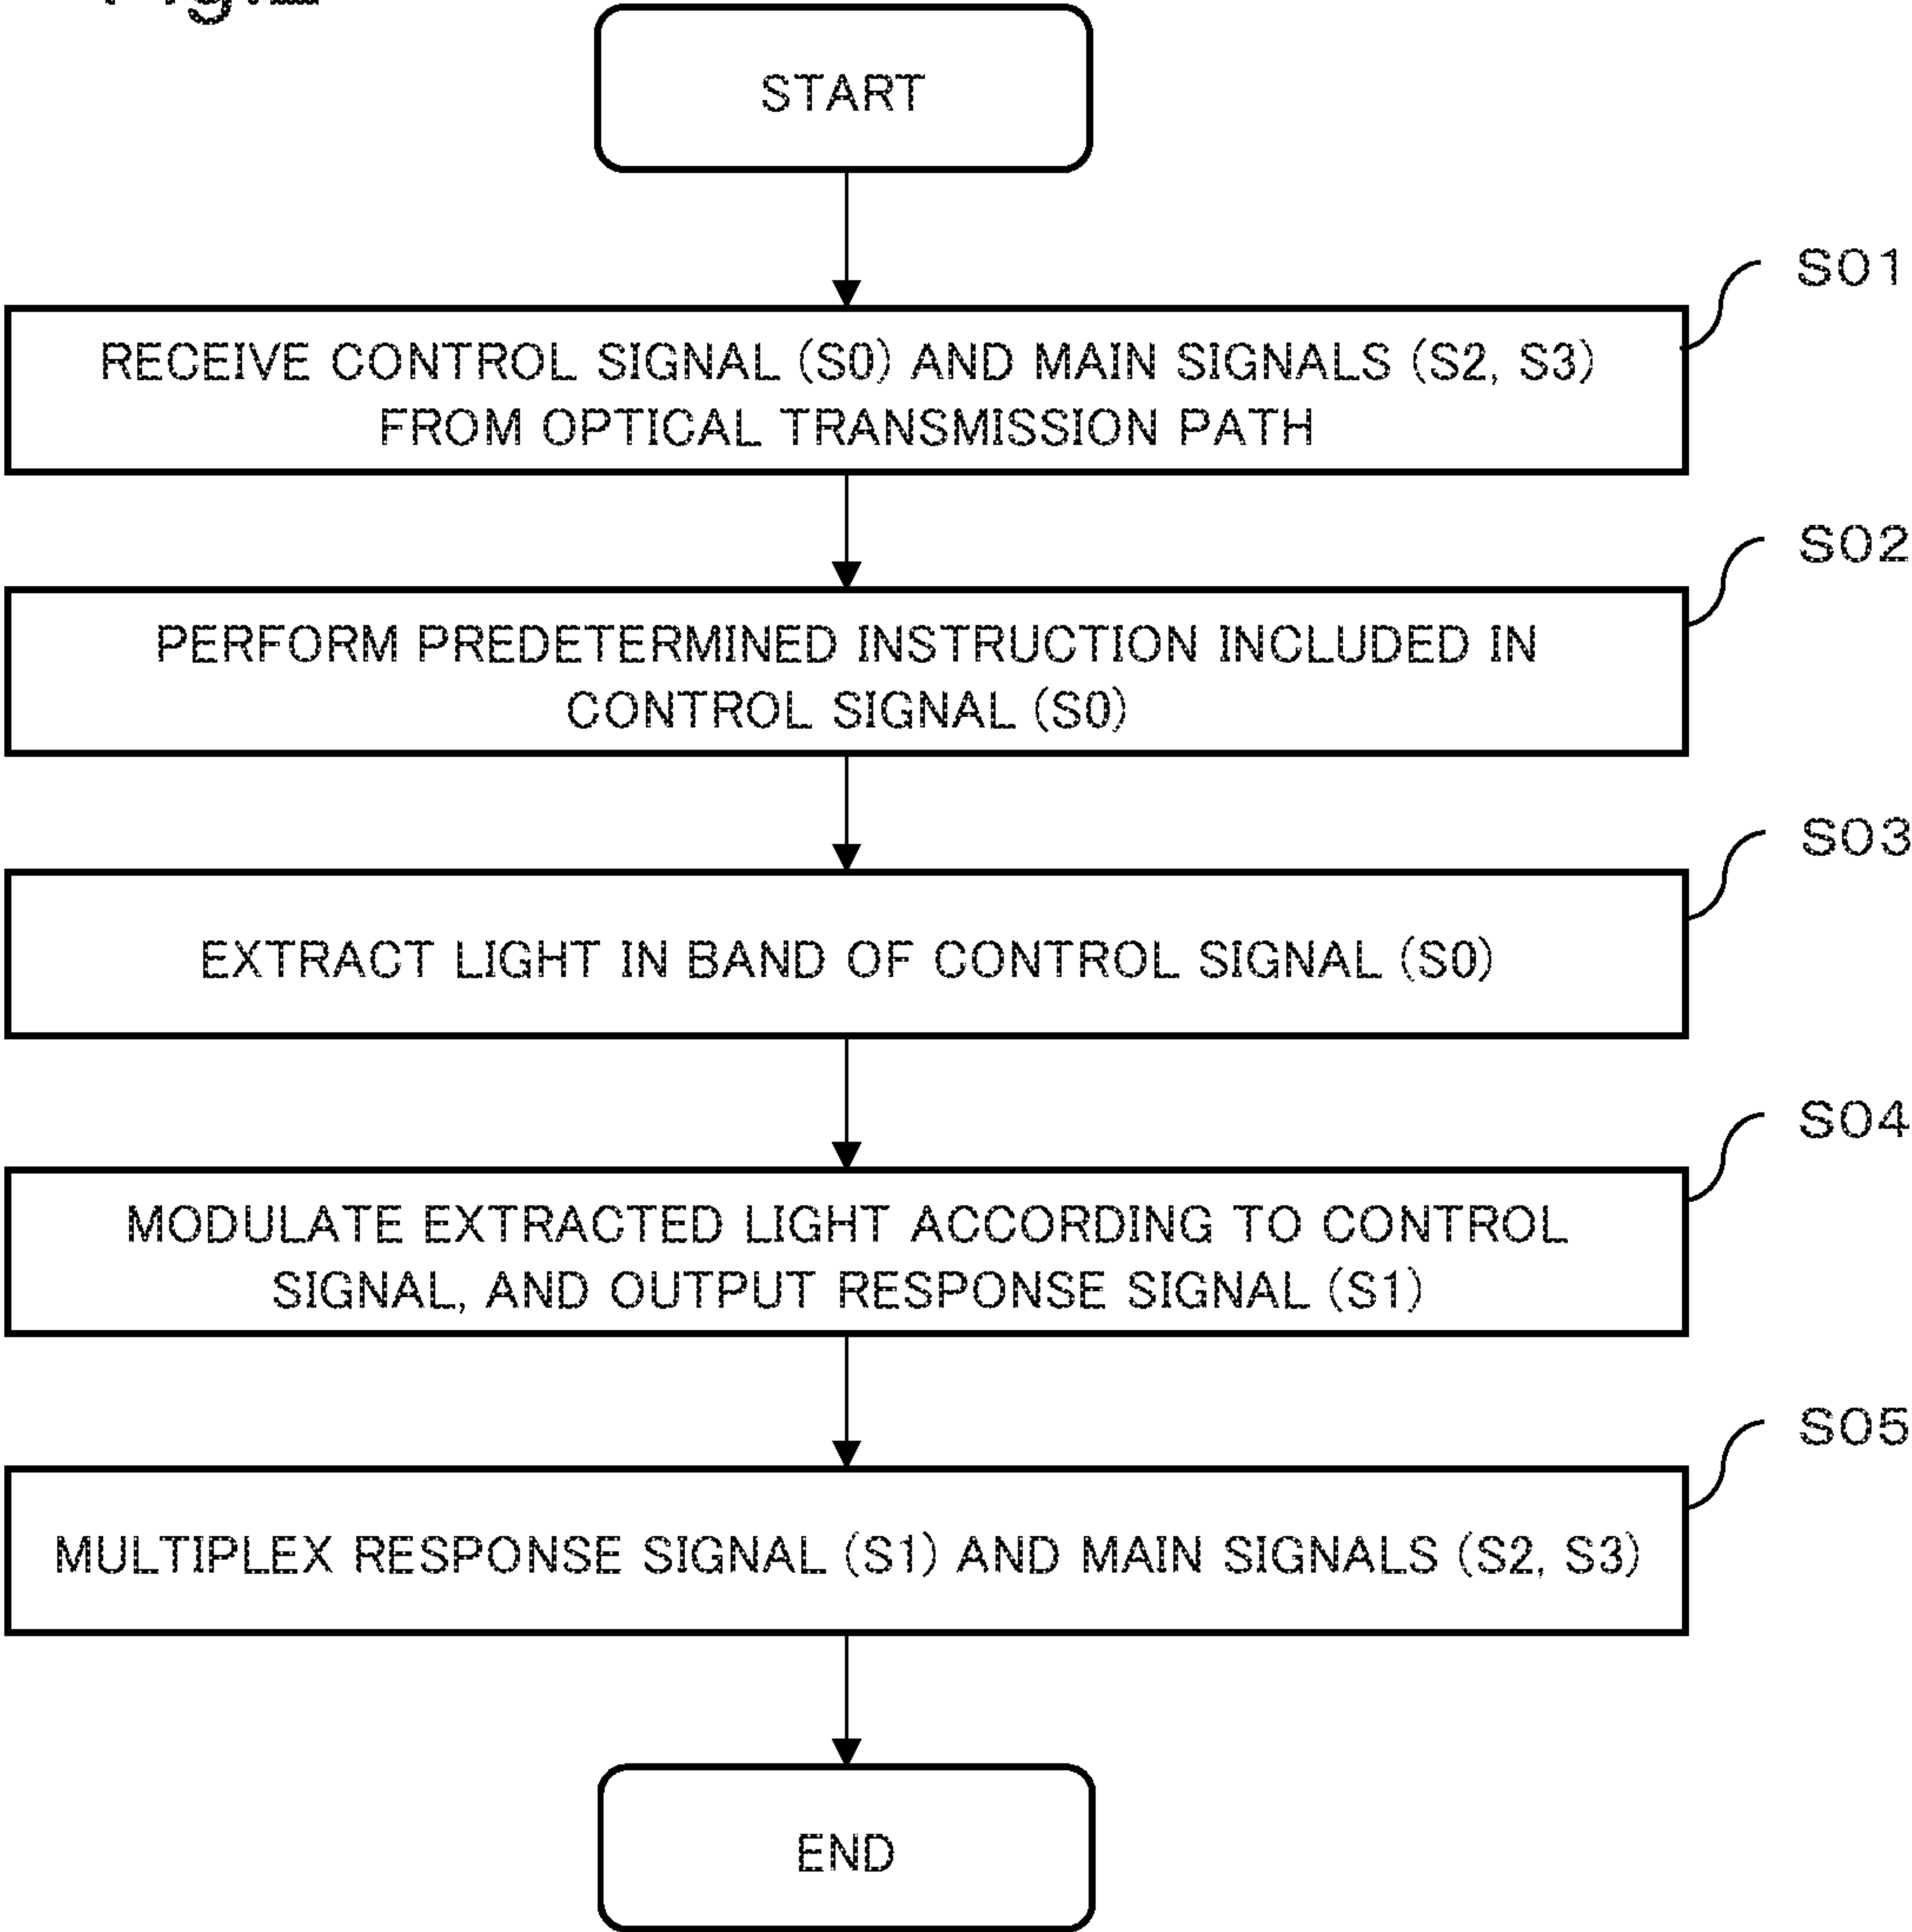 START
S01
RECEIVE CONTROL SIGNAL (S0) AND MAIN SIGNALS (S2, S3)
FROM OPTICAL TRANSMISSION PATH
S02
PERFORM PREDETERMINED INSTRUCTION INCLUDED IN
CONTROL SIGNAL (S0)
S03
EXTRACT LIGHT IN BAND OF CONTROL SIGNAL (S0)
S04
MODULATE EXTRACTED LIGHT ACCORDING TO CONTROL
SIGNAL, AND OUTPUT RESPONSE SIGNAL (S1)
S05
MULTIPLEX RESPONSE SIGNAL (S1) AND MAIN SIGNALS (S2, S3)
END